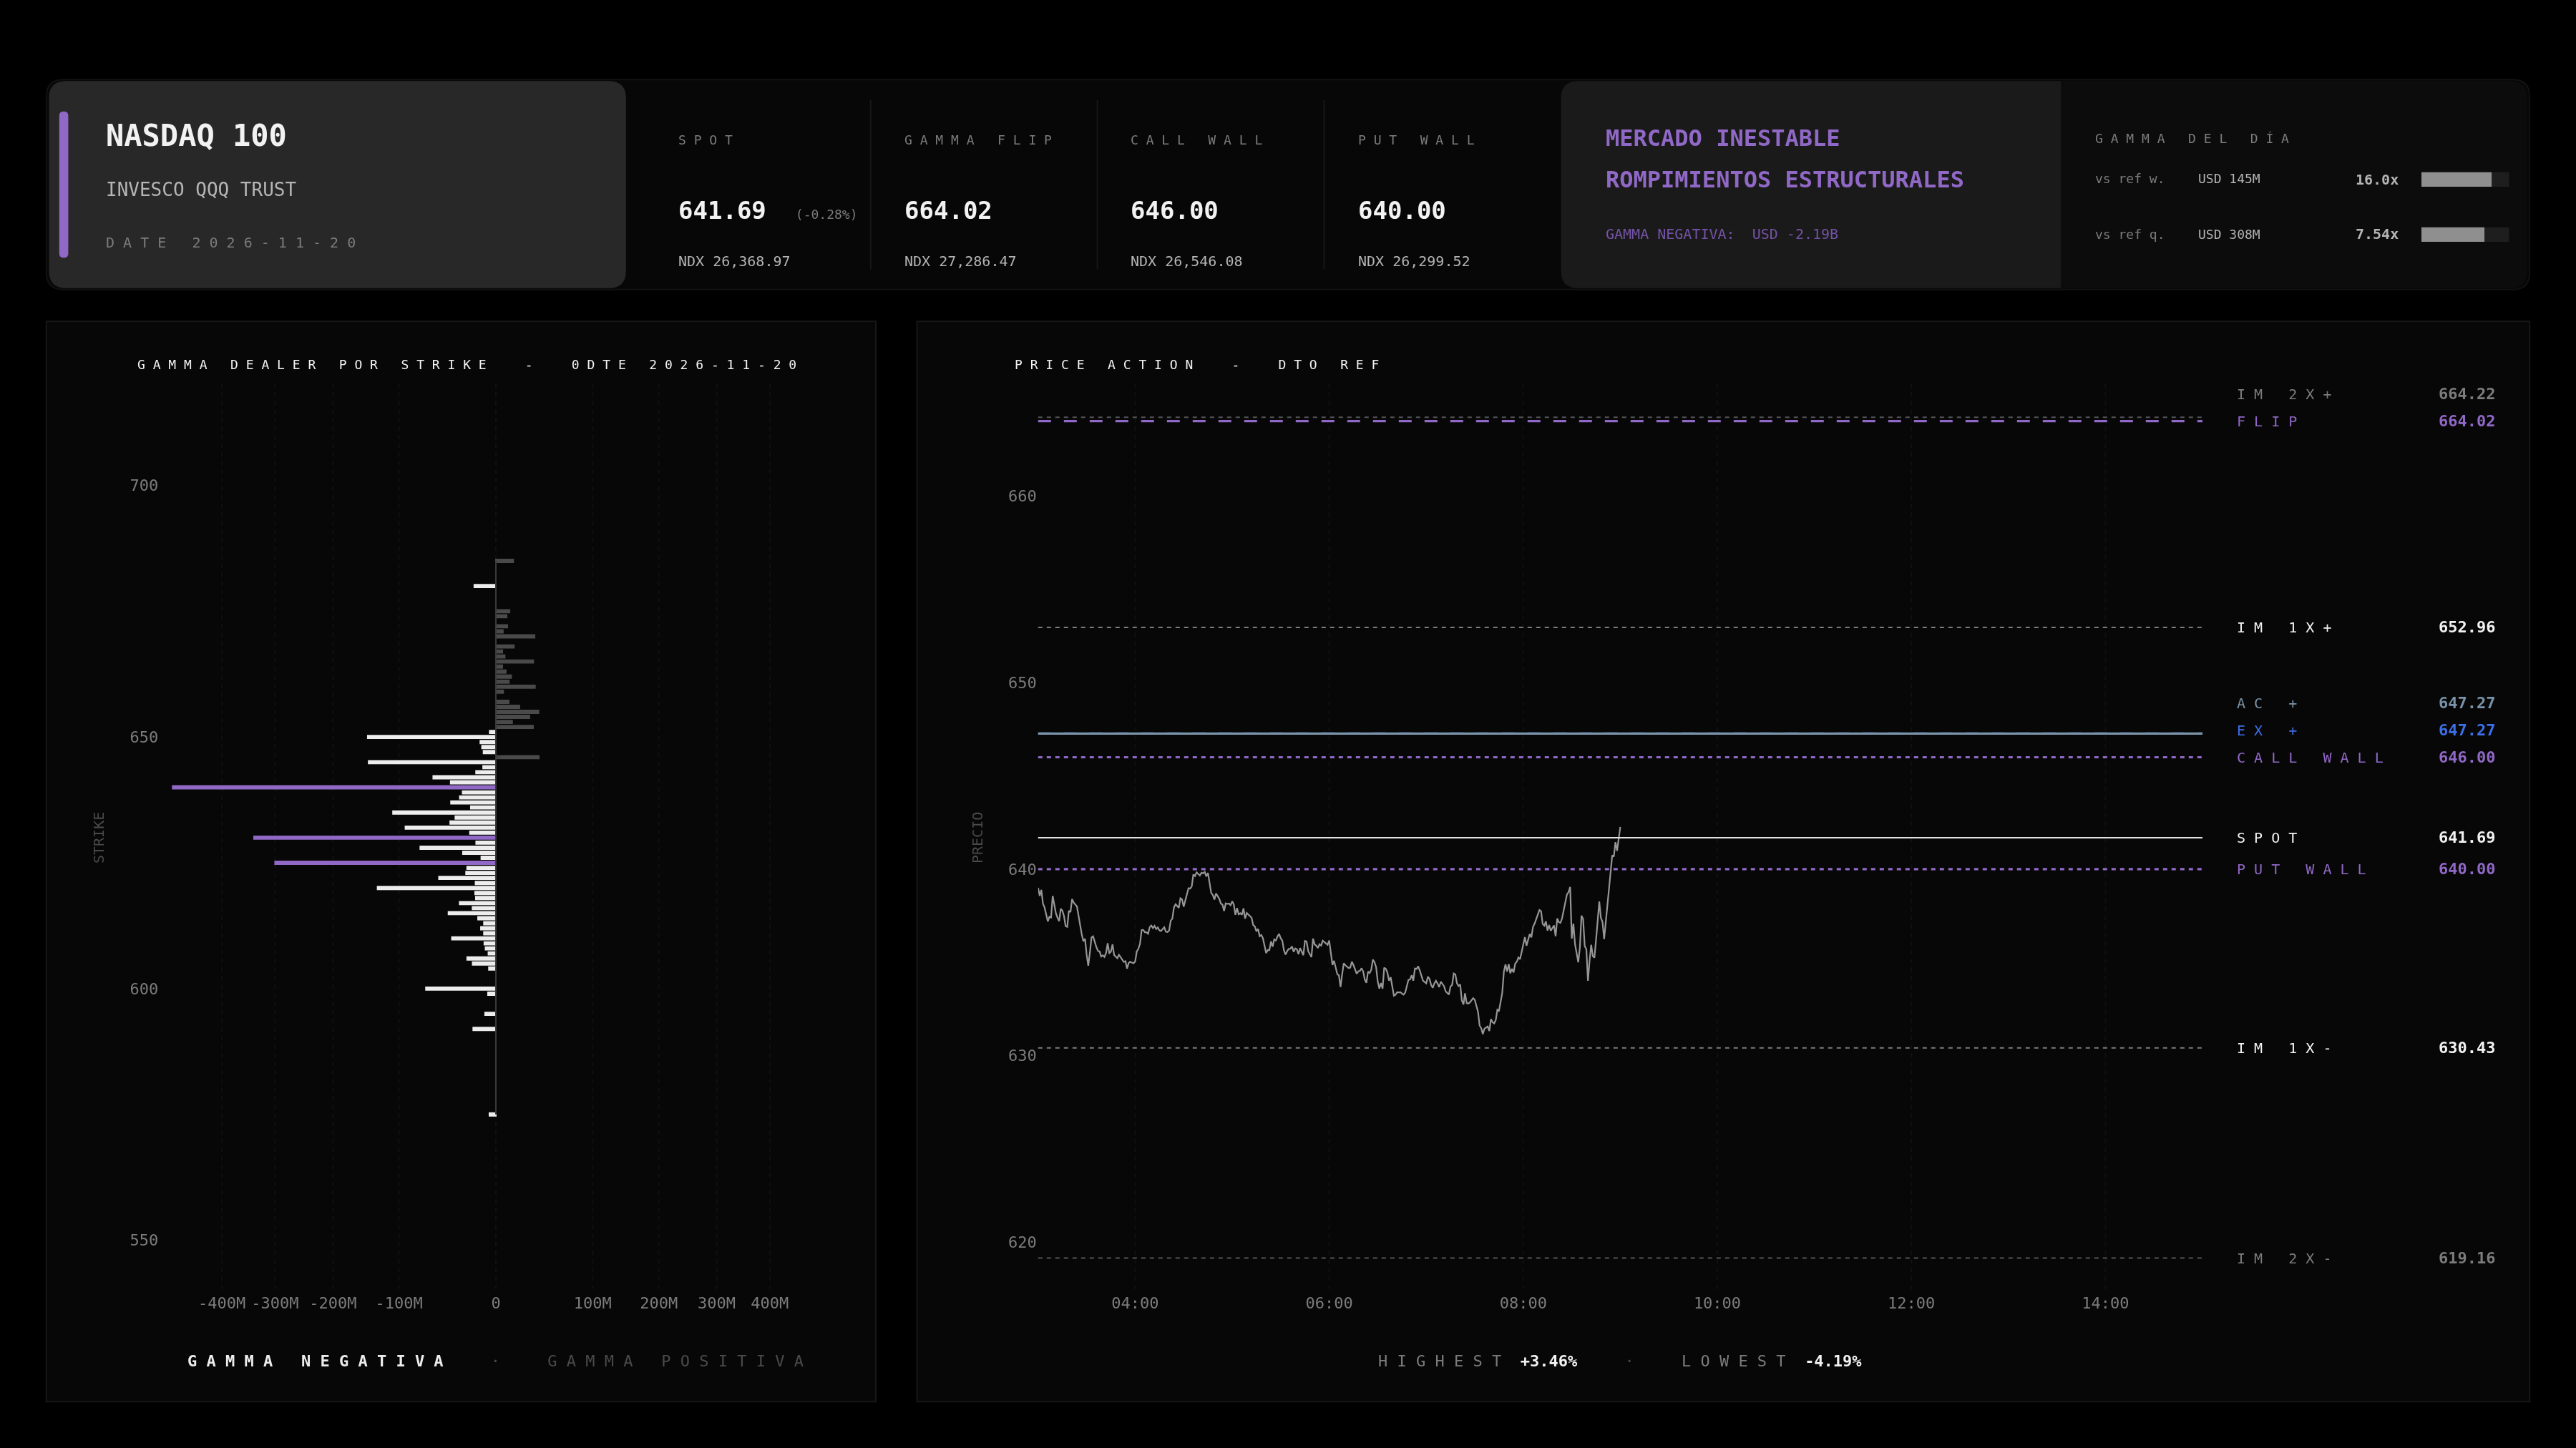 NASDAQ 100
INVESCO QQQ TRUST
DATE 2026-11-20
SPOT
641.69 (-0.28%)
NDX 26,368.97
GAMMA FLIP
664.02
NDX 27,286.47
CALL WALL
646.00
NDX 26,546.08
PUT WALL
640.00
NDX 26,299.52
MERCADO INESTABLE
ROMPIMIENTOS ESTRUCTURALES
GAMMA NEGATIVA: USD -2.19B
GAMMA DEL DÍA
vs ref w. USD 145M 16.0x
vs ref q. USD 308M 7.54x
GAMMA DEALER POR STRIKE - 0DTE 2026-11-20
700
650
600
550
STRIKE
-400M -300M -200M -100M 0 100M 200M 300M 400M
GAMMA NEGATIVA · GAMMA POSITIVA
PRICE ACTION - DTO REF
660
650
640
630
620
PRECIO
04:00 06:00 08:00 10:00 12:00 14:00
IM 2X+ 664.22
FLIP 664.02
IM 1X+ 652.96
AC + 647.27
EX + 647.27
CALL WALL 646.00
SPOT 641.69
PUT WALL 640.00
IM 1X- 630.43
IM 2X- 619.16
HIGHEST +3.46% · LOWEST -4.19%